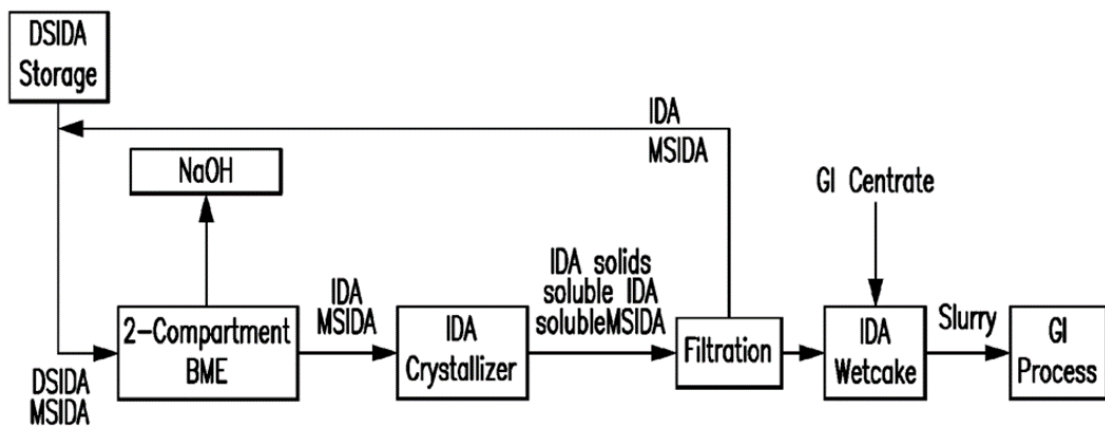 DSIDA
Storage
IDA
MSIDA
NaOH
GI Centrate
IDA solids
soluble IDA
solubleMSIDA
IDA
MSIDA
Slurry
2-Compartment
BME
IDA
Crystallizer
Filtration
IDA
Wetcake
GI
Process
DSIDA
MSIDA